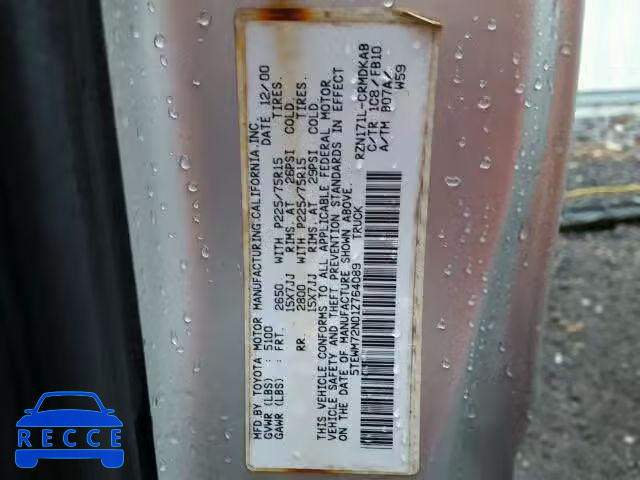 MFD.BY:TOYOTA MOTOR MANUFACTURING:CALIFORNIA.INC
GVWR (LBS) : 5100 DATE 12/00
GAWR (LBS) : FRT. 2650 WITH P225/75R15 TIRES.
15X7JJ RIMS. AT 26PSI COLD.
RR. 2800 WITH P225/75R15 TIRES.
15X7JJ RIMS. AT 29PSI COLD.
THIS VEHICLE CONFORMS TO ALL APPLICABLE FEDERAL MOTOR
VEHICLE SAFETY AND THEFT PREVENTION STANDARDS IN EFFECT
ON THE DATE OF MANUFACTURE SHOWN ABOVE.
5TEWM72N01Z764089 TRUCK
RZN171L-CRMDKAB
C/TR 1C8 /FB10
A/TM B07A/
W59
RECCE